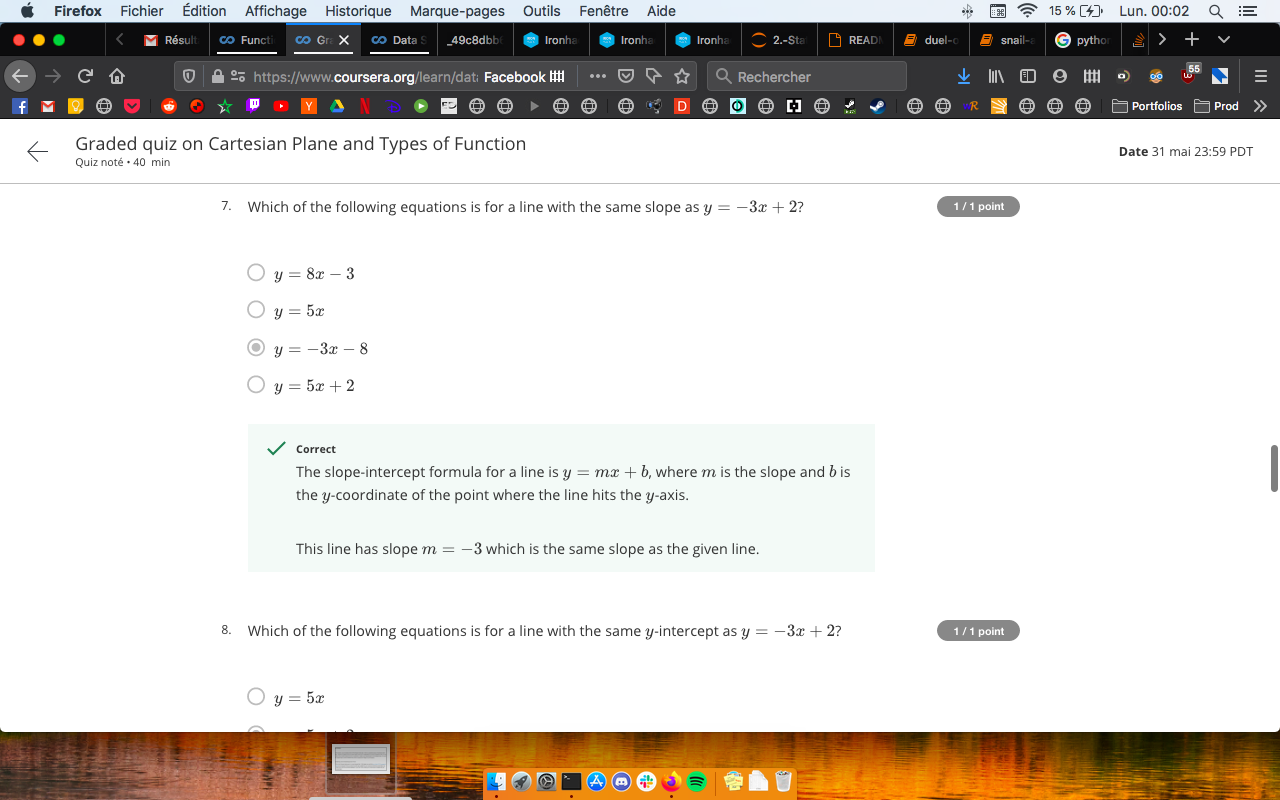 Firefox Fichier Édition Affichage Historique Marque-pages Outils Fenêtre Aide 15 % Lun. 00:02
Résult Functi Gr Data S _49c8dbb Ironha Ironha Ironha 2.-Sta READ duel-o snail-a python
https://www.coursera.org/learn/data Facebook Rechercher 55
Portfolios Prod
Graded quiz on Cartesian Plane and Types of Function
Quiz noté • 40 min
Date 31 mai 23:59 PDT
7. Which of the following equations is for a line with the same slope as y = −3x + 2? 1 / 1 point
y = 8x − 3
y = 5x
y = −3x − 8
y = 5x + 2
Correct
The slope-intercept formula for a line is y = mx + b, where m is the slope and b is
the y-coordinate of the point where the line hits the y-axis.
This line has slope m = −3 which is the same slope as the given line.
8. Which of the following equations is for a line with the same y-intercept as y = −3x + 2? 1 / 1 point
y = 5x